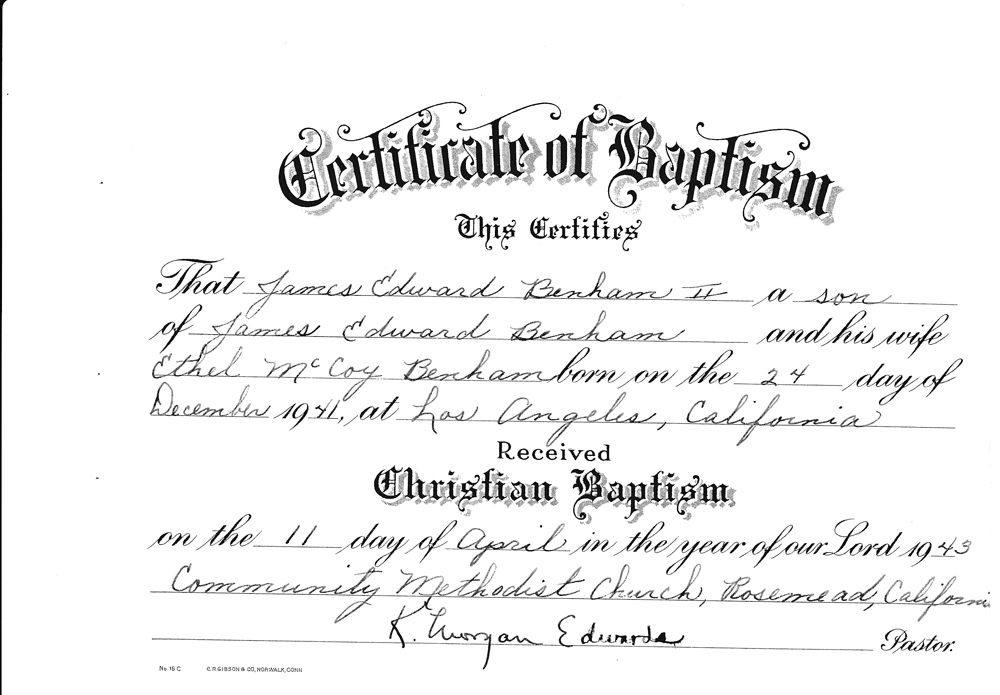 Certificate of Baptism
This Certifies
That James Edward Benham II a son
of James Edward Benham and his wife
Ethel McCoy Benham born on the 24 day of
December 1941, at Los Angeles, California
Received
Christian Baptism
on the 11 day of April in the year of our Lord 1943
Community Methodist Church, Rosemead, Californi
K. Morgan Edwards Pastor.
No. 15 C C. R. GIBSON & CO, NORWALK, CONN